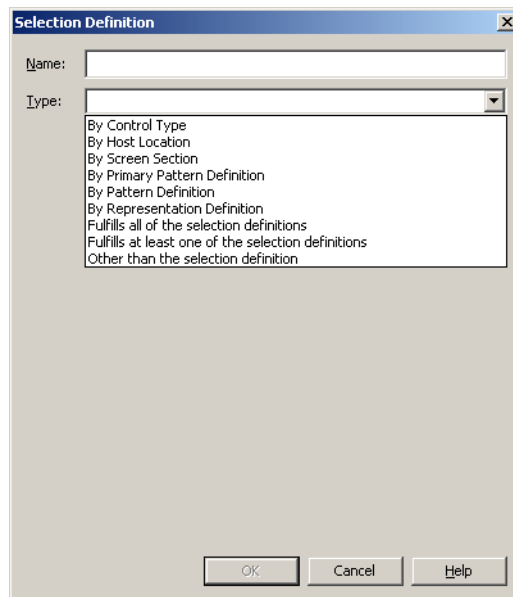 Selection Definition
Name:
Type:
By Control Type
By Host Location
By Screen Section
By Primary Pattern Definition
By Pattern Definition
By Representation Definition
Fulfills all of the selection definitions
Fulfills at least one of the selection definitions
Other than the selection definition
OK Cancel Help